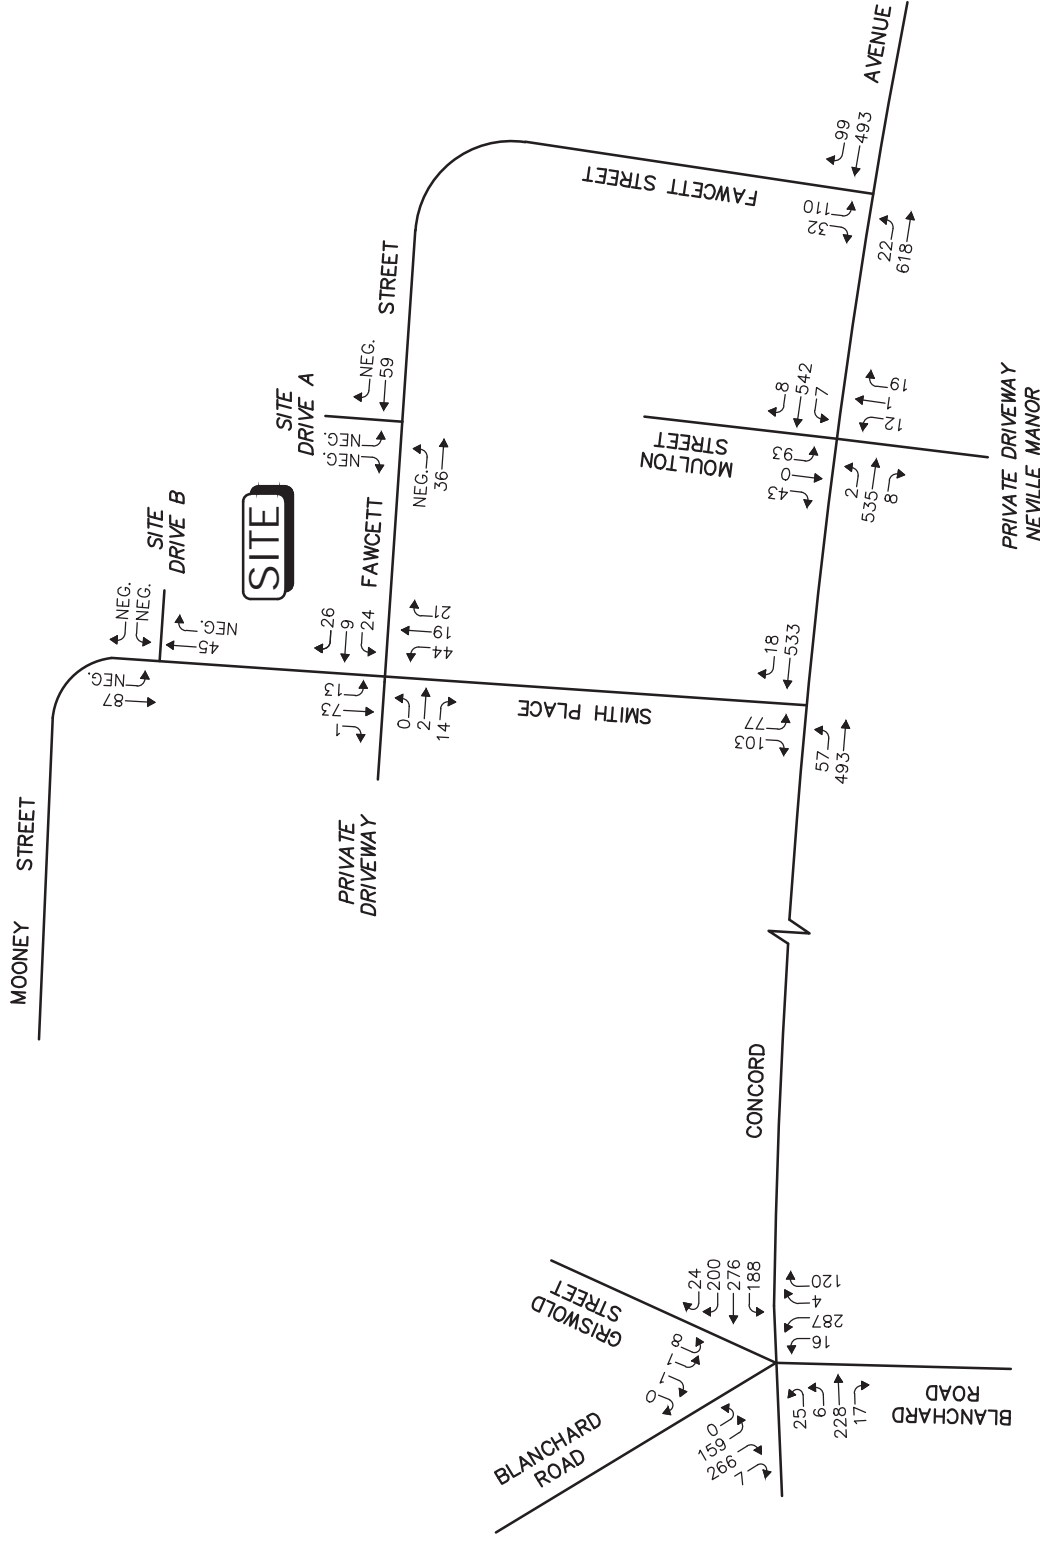 AVENUE
99
493
FAWCETT STREET
110
32
22
618
STREET
NEG.
59
SITE
DRIVE A
NEG.
NEG.
NEG.
36
8
542
7
MOULTON
STREET
93
0
43
19
1
12
2
535
8
PRIVATE DRIVEWAY
NEVILLE MANOR
SITE
DRIVE B
SITE
NEG.
NEG.
NEG.
45
NEG.
87
FAWCETT
26
9
24
21
19
44
13
73
1
0
2
14
SMITH PLACE
18
533
77
103
57
493
MOONEY STREET
PRIVATE
DRIVEWAY
CONCORD
GRISWOLD
STREET
24
200
276
188
120
4
287
16
8
1
1
0
BLANCHARD
ROAD
0
159
266
7
25
6
228
17
BLANCHARD
ROAD